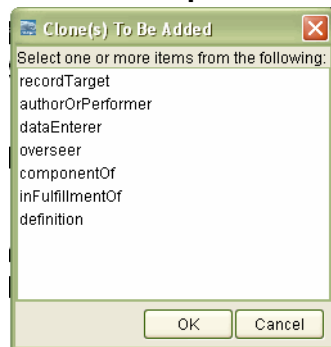 Clone(s) To Be Added
Select one or more items from the following:
recordTarget
authorOrPerformer
dataEnterer
overseer
componentOf
inFulfillmentOf
definition
OK Cancel